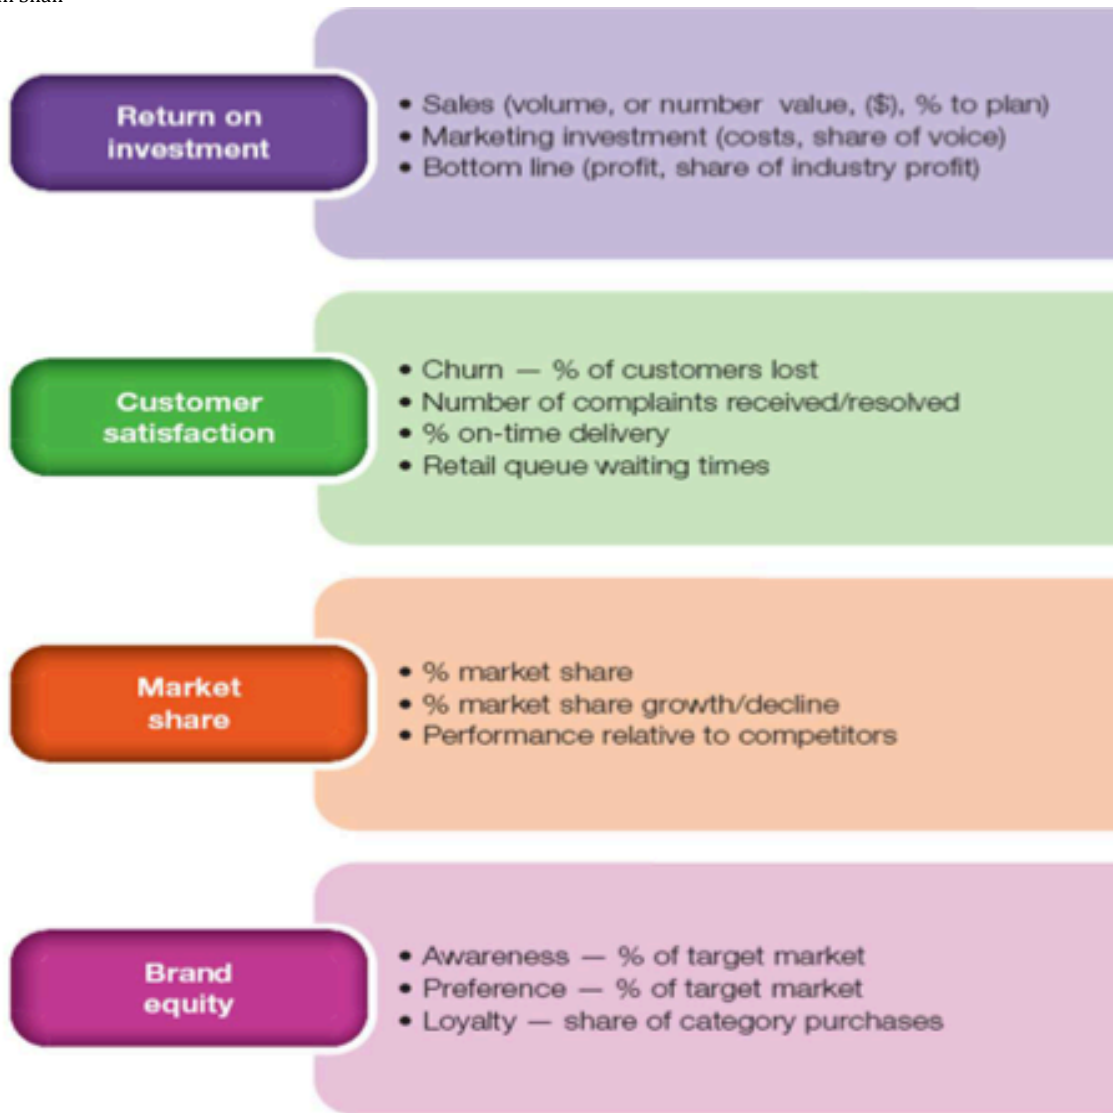 Return on
investment
• Sales (volume, or number value, ($), % to plan)
• Marketing investment (costs, share of voice)
• Bottom line (profit, share of industry profit)
Customer
satisfaction
• Churn — % of customers lost
• Number of complaints received/resolved
• % on-time delivery
• Retail queue waiting times
Market
share
• % market share
• % market share growth/decline
• Performance relative to competitors
Brand
equity
• Awareness — % of target market
• Preference — % of target market
• Loyalty — share of category purchases